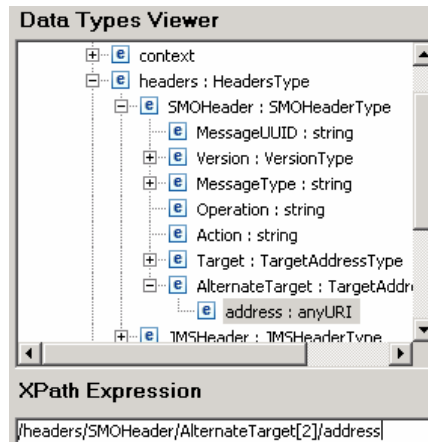 Data Types Viewer
context
headers : HeadersType
SMOHeader : SMOHeaderType
MessageUUID : string
Version : VersionType
MessageType : string
Operation : string
Action : string
Target : TargetAddressType
AlternateTarget : TargetAddre
address : anyURI
JMSHeader : JMSHeaderType
XPath Expression
/headers/SMOHeader/AlternateTarget[2]/address